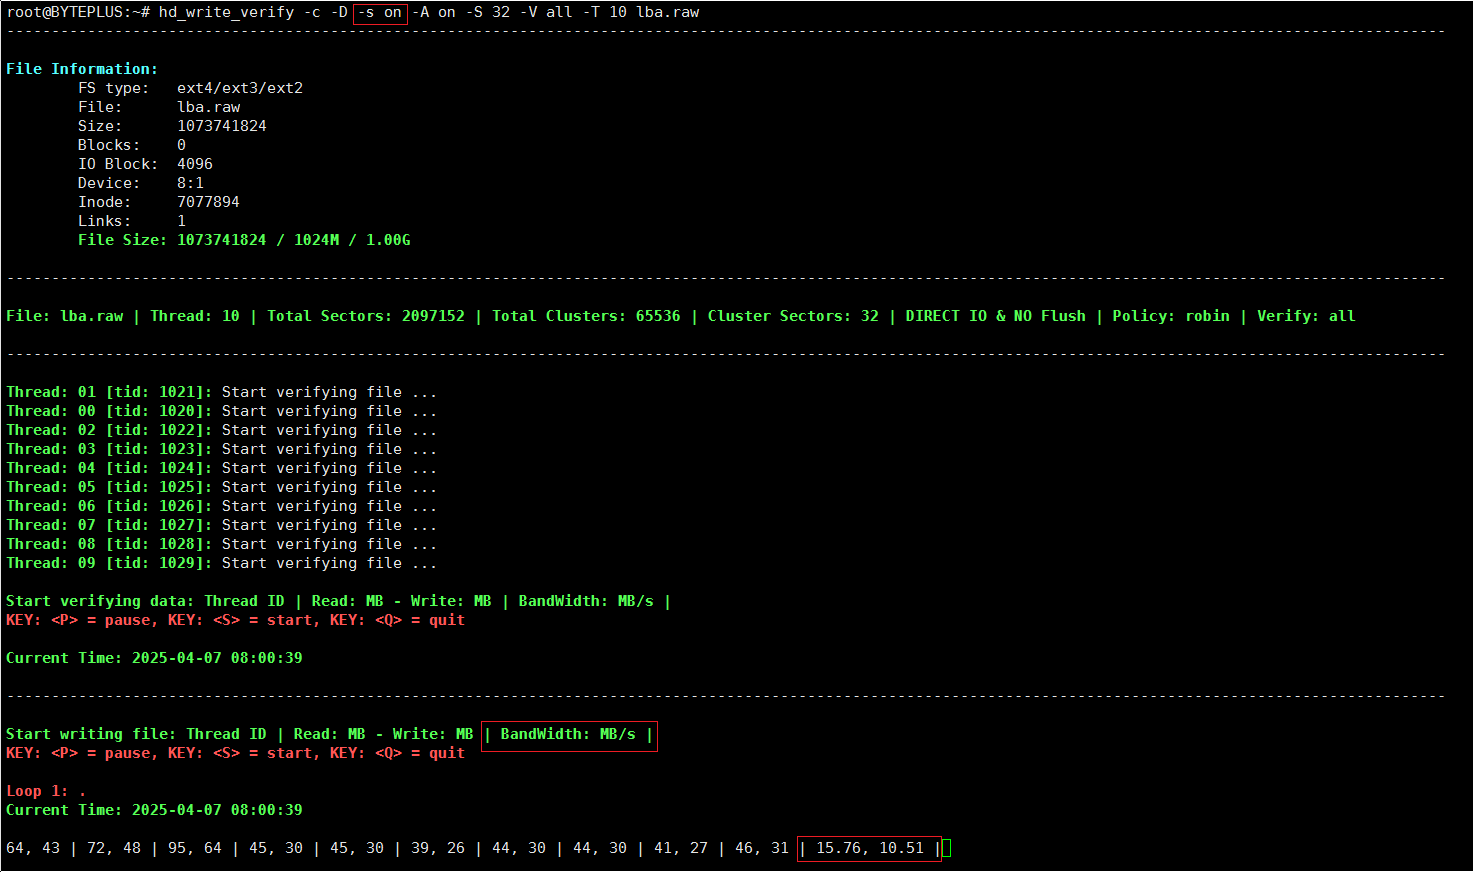 root@BYTEPLUS:~# hd_write_verify -c -D -s on -A on -S 32 -V all -T 10 lba.raw
----------------------------------------------------------------------------------------------------------------------------------------------------------------
File Information:
FS type: ext4/ext3/ext2
File: lba.raw
Size: 1073741824
Blocks: 0
IO Block: 4096
Device: 8:1
Inode: 7077894
Links: 1
File Size: 1073741824 / 1024M / 1.00G
----------------------------------------------------------------------------------------------------------------------------------------------------------------
File: lba.raw | Thread: 10 | Total Sectors: 2097152 | Total Clusters: 65536 | Cluster Sectors: 32 | DIRECT IO & NO Flush | Policy: robin | Verify: all
----------------------------------------------------------------------------------------------------------------------------------------------------------------
Thread: 01 [tid: 1021]: Start verifying file ...
Thread: 00 [tid: 1020]: Start verifying file ...
Thread: 02 [tid: 1022]: Start verifying file ...
Thread: 03 [tid: 1023]: Start verifying file ...
Thread: 04 [tid: 1024]: Start verifying file ...
Thread: 05 [tid: 1025]: Start verifying file ...
Thread: 06 [tid: 1026]: Start verifying file ...
Thread: 07 [tid: 1027]: Start verifying file ...
Thread: 08 [tid: 1028]: Start verifying file ...
Thread: 09 [tid: 1029]: Start verifying file ...
Start verifying data: Thread ID | Read: MB - Write: MB | BandWidth: MB/s |
KEY: <P> = pause, KEY: <S> = start, KEY: <Q> = quit
Current Time: 2025-04-07 08:00:39
----------------------------------------------------------------------------------------------------------------------------------------------------------------
Start writing file: Thread ID | Read: MB - Write: MB | BandWidth: MB/s |
KEY: <P> = pause, KEY: <S> = start, KEY: <Q> = quit
Loop 1: .
Current Time: 2025-04-07 08:00:39
64, 43 | 72, 48 | 95, 64 | 45, 30 | 45, 30 | 39, 26 | 44, 30 | 44, 30 | 41, 27 | 46, 31 | 15.76, 10.51 |